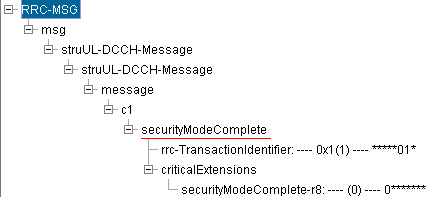 RRC-MSG
msg
struUL-DCCH-Message
struUL-DCCH-Message
message
c1
securityModeComplete
rrc-TransactionIdentifier: ---- 0x1(1) ---- *****01*
criticalExtensions
securityModeComplete-r8: ---- (0) ---- 0*******